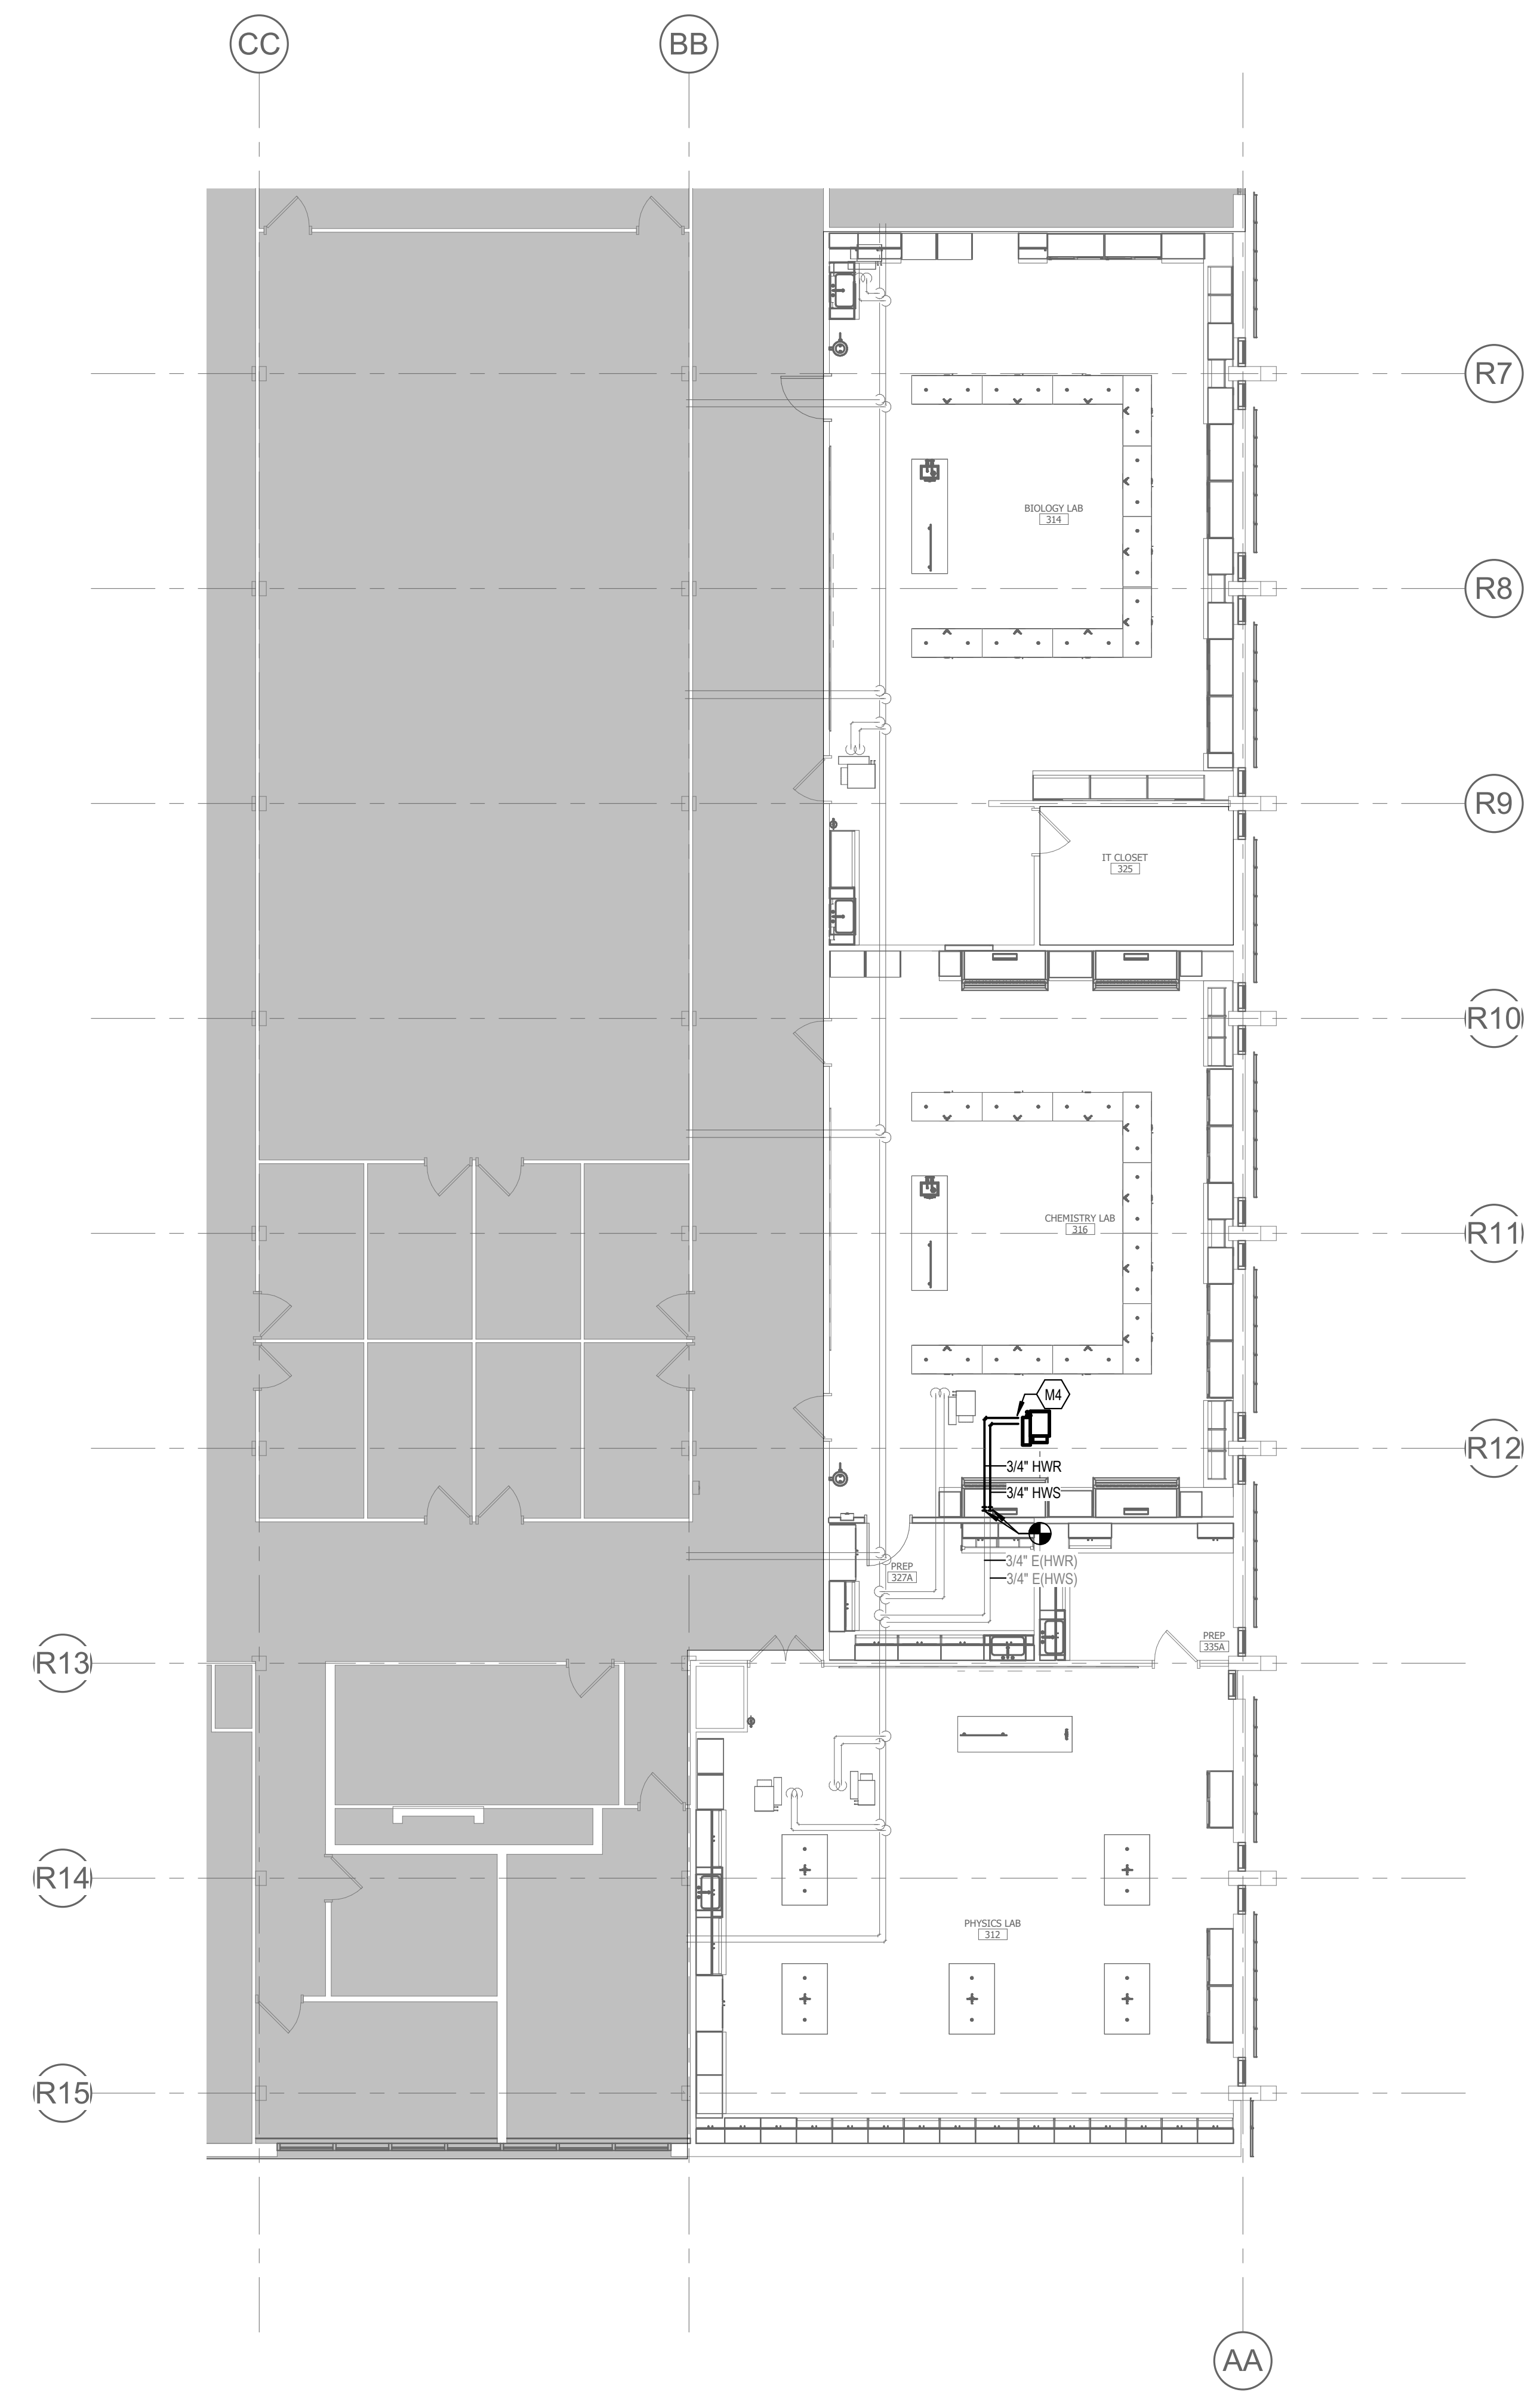 CC
BB
R7
BIOLOGY LAB
314
R8
R9
IT CLOSET
325
R10
CHEMISTRY LAB
316
R11
M4
R12
3/4" HWR
3/4" HWS
3/4" E(HWR)
PREP
327A
3/4" E(HWS)
PREP
335A
R13
R14
PHYSICS LAB
312
R15
AA